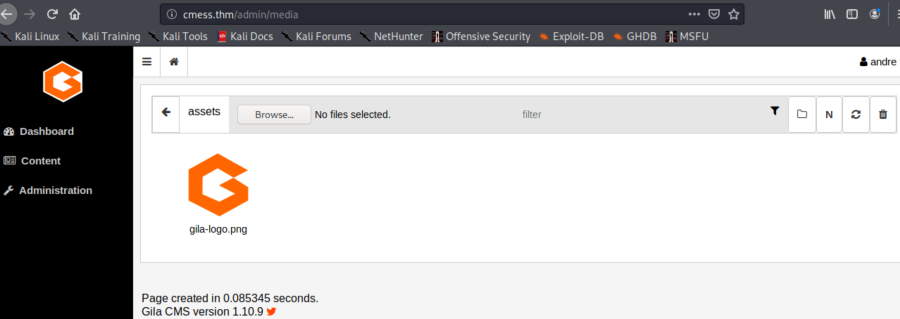 cmess.thm/admin/media
Kali Linux Kali Training Kali Tools Kali Docs Kali Forums NetHunter Offensive Security Exploit-DB GHDB MSFU
andre
assets Browse... No files selected. filter N
Dashboard
Content
Administration
gila-logo.png
Page created in 0.085345 seconds.
Gila CMS version 1.10.9